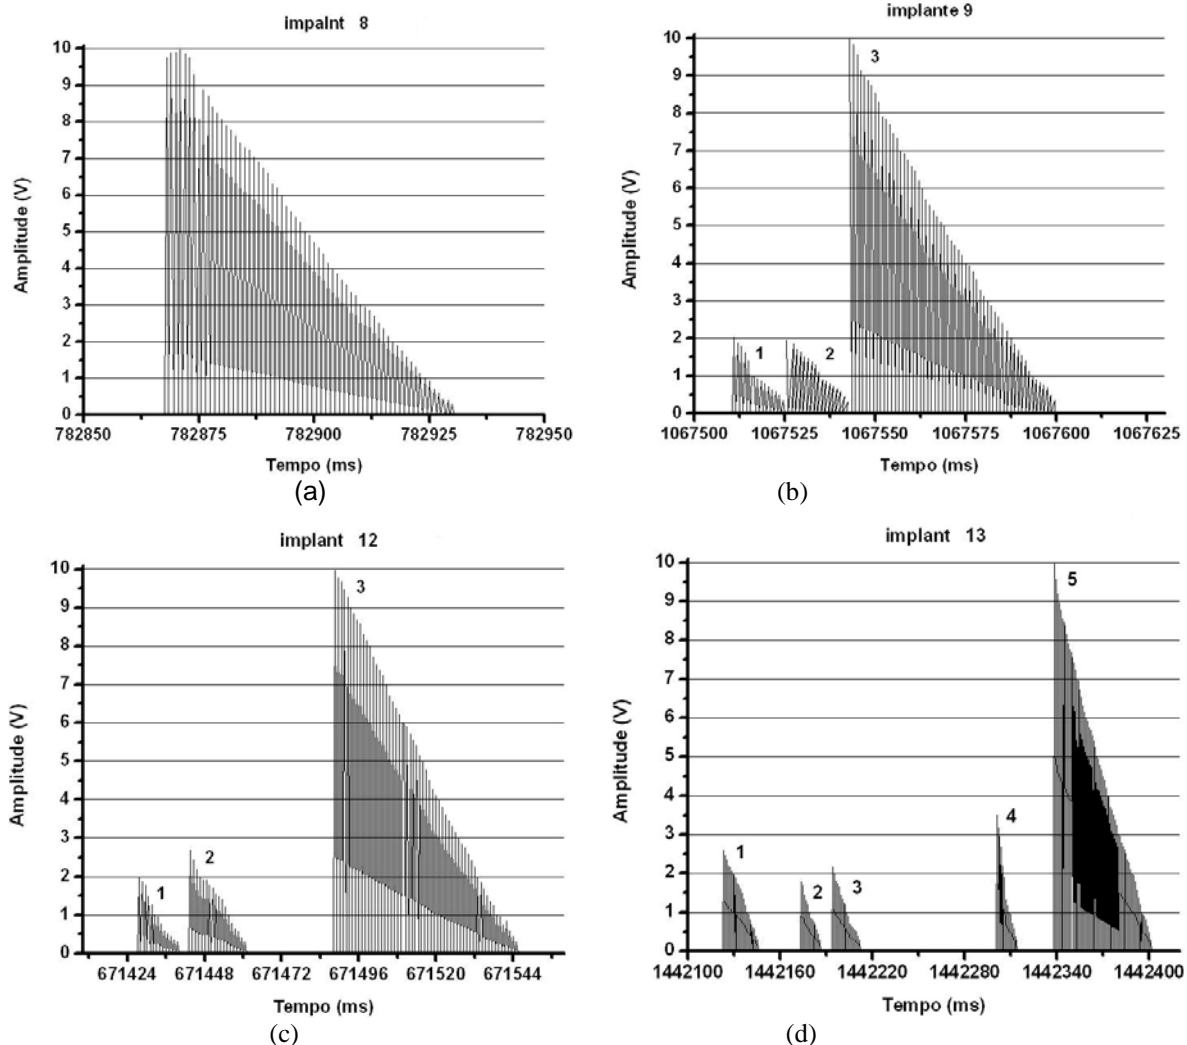 impaInt 8
10
9
8
7
6
5
4
3
2
1
0
Amplitude (V)
782850 782875 782900 782925 782950
Tempo (ms)
(a)
implante 9
10
9
8
7
6
5
4
3
2
1
0
Amplitude (V)
1 2 3
1067500 1067525 1067550 1067575 1067600 1067625
Tempo (ms)
(b)
implant 12
10
9
8
7
6
5
4
3
2
1
0
Amplitude (V)
1 2 3
671424 671448 671472 671496 671520 671544
Tempo (ms)
(c)
implant 13
10
9
8
7
6
5
4
3
2
1
0
Amplitude (V)
1 2 3 4 5
1442100 1442160 1442220 1442280 1442340 1442400
Tempo (ms)
(d)